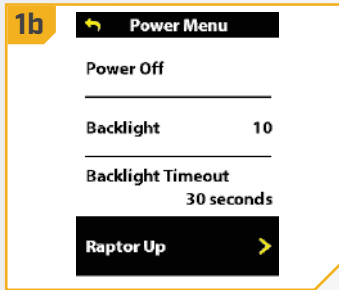 1b
Power Menu
Power Off
Backlight 10
Backlight Timeout
30 seconds
Raptor Up